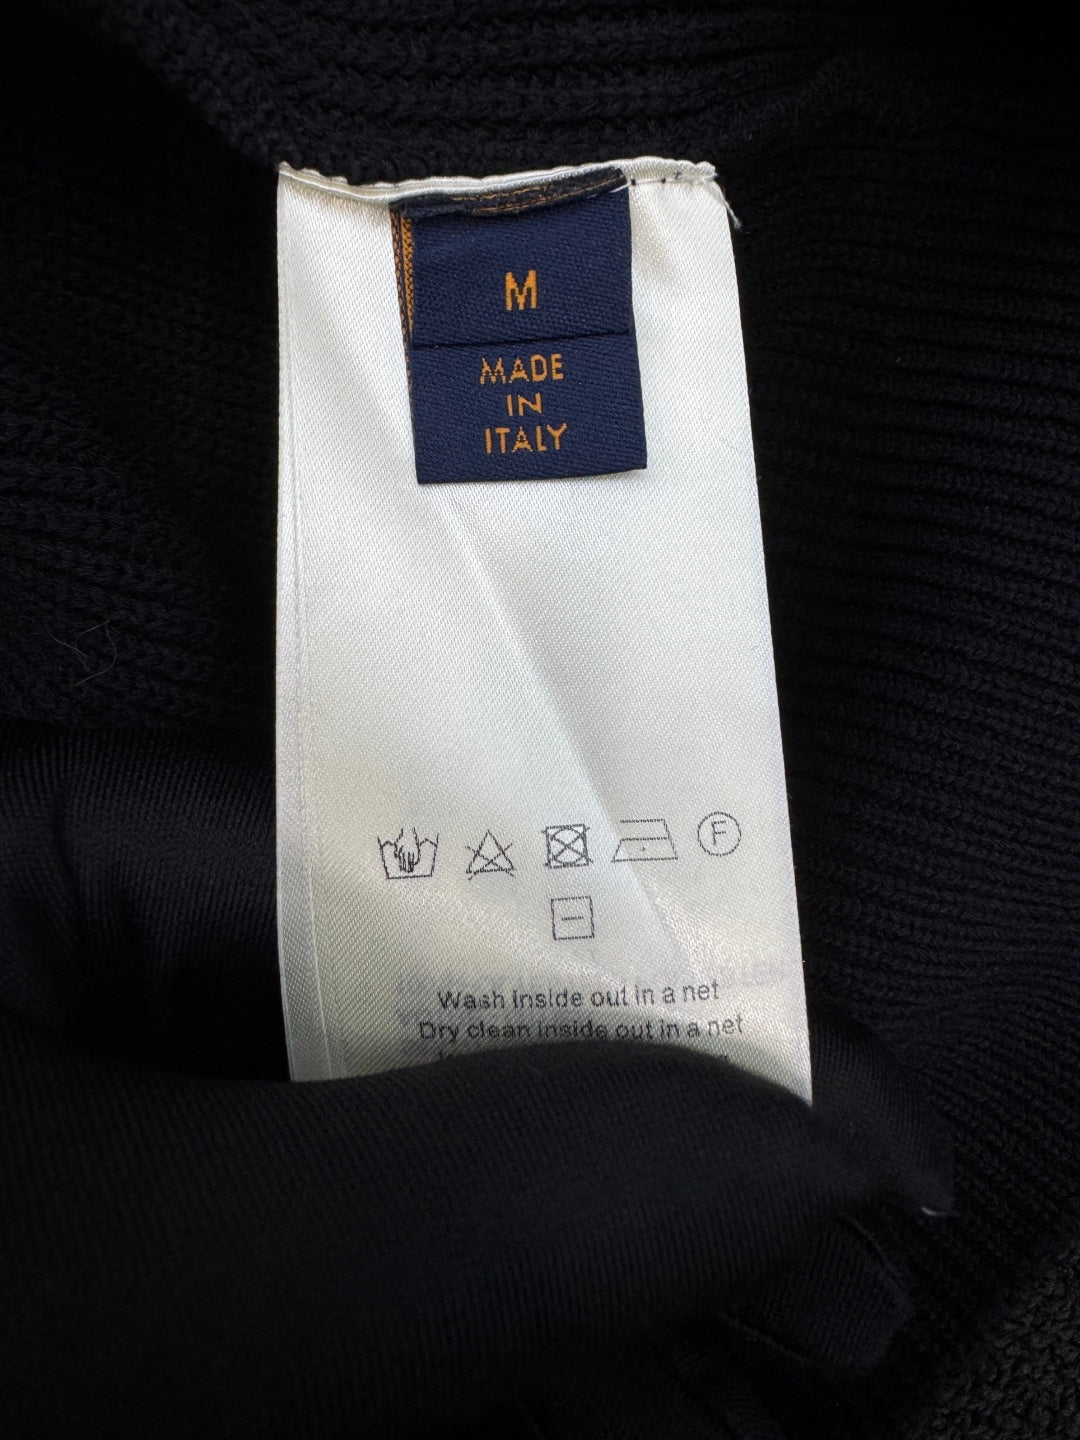 M
MADE
IN
ITALY
F
Wash inside out in a net
Dry clean inside out in a net